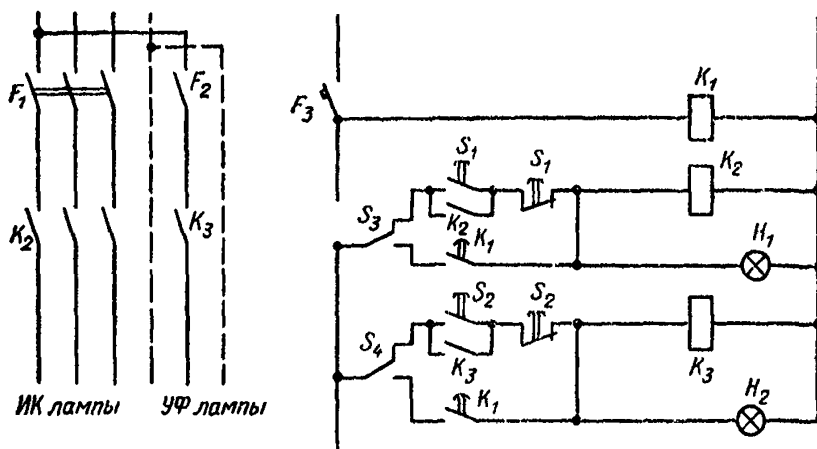 F₁
F₂
K₂
K₃
ИК лампы
УФ лампы
F₃
K₁
S₁
S₁
K₂
S₃
K₂
K₁
H₁
S₂
S₂
S₄
K₃
K₃
K₁
H₂